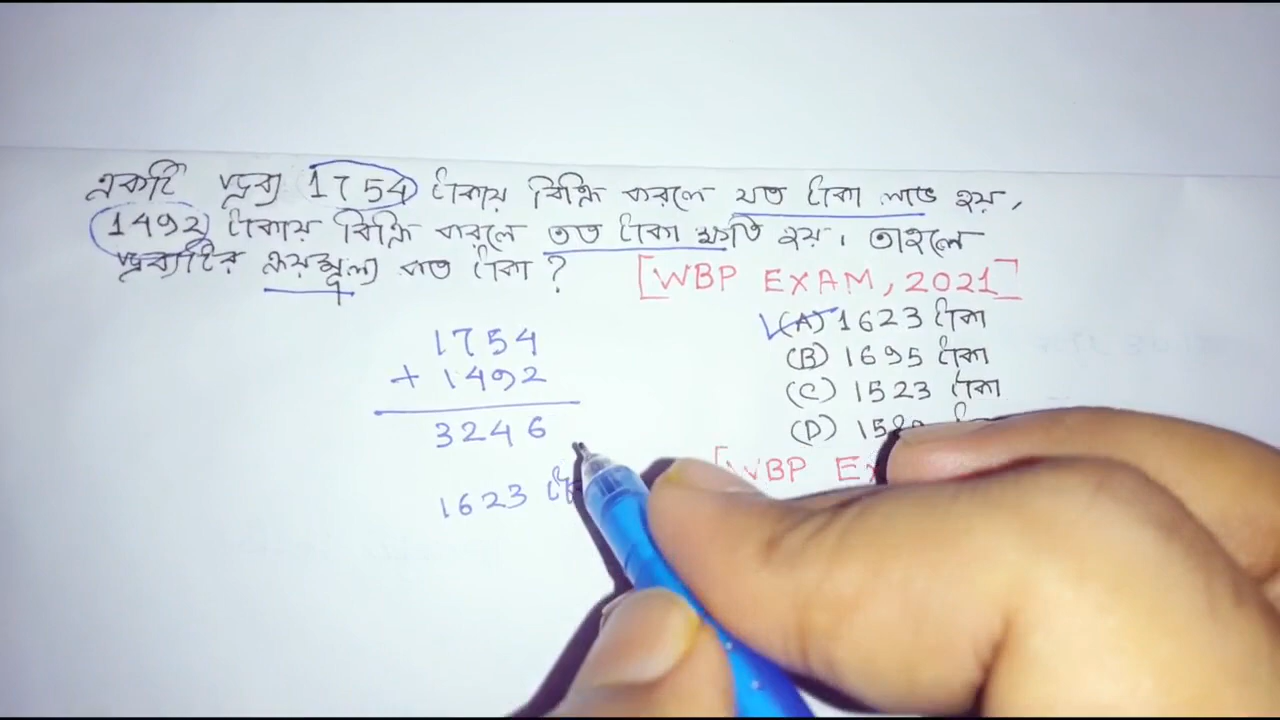 একটি দ্রব্য 1754 টাকায় বিক্রি করলে যত টাকা লাভ হয়,
1492 টাকায় বিক্রি করলে তত টাকা ক্ষতি হয়। তাহলে
দ্রব্যটির ক্রয়মূল্য কত টাকা ?
[WBP EXAM, 2021]
1754
+ 1492
3246
1623
(A) 1623 টাকা
(B) 1695 টাকা
(C) 1523 টাকা
(D)
[WBP